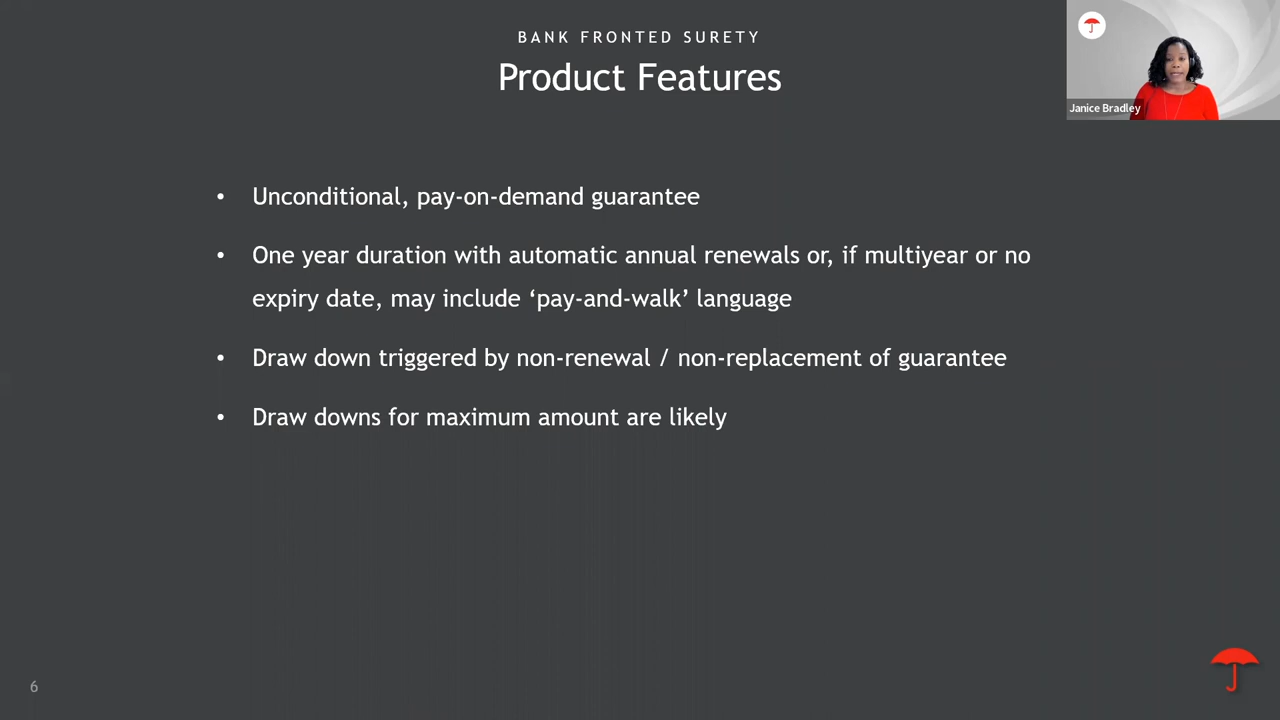 BANK FRONTED SURETY
Product Features
Janice Bradley
• Unconditional, pay-on-demand guarantee
• One year duration with automatic annual renewals or, if multiyear or no
expiry date, may include ‘pay-and-walk’ language
• Draw down triggered by non-renewal / non-replacement of guarantee
• Draw downs for maximum amount are likely
6